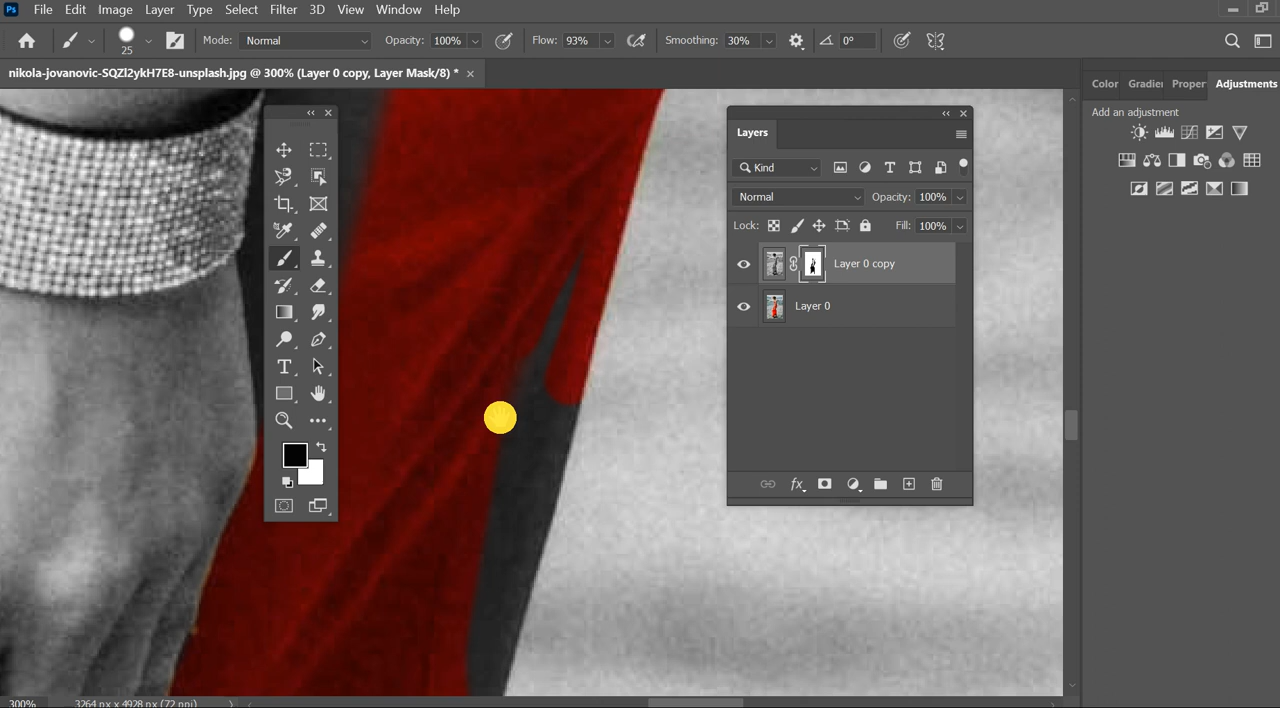 Ps File Edit Image Layer Type Select Filter 3D View Window Help
25 Mode: Normal Opacity: 100% Flow: 93% Smoothing: 30% 0°
nikola-jovanovic-SQZl2ykH7E8-unsplash.jpg @ 300% (Layer 0 copy, Layer Mask/8) * ×
Color Gradie Proper Adjustments
Add an adjustment
Layers
Kind
Normal Opacity: 100%
Lock: Fill: 100%
Layer 0 copy
Layer 0
300% 3264 px x 4928 px (72 ppi)